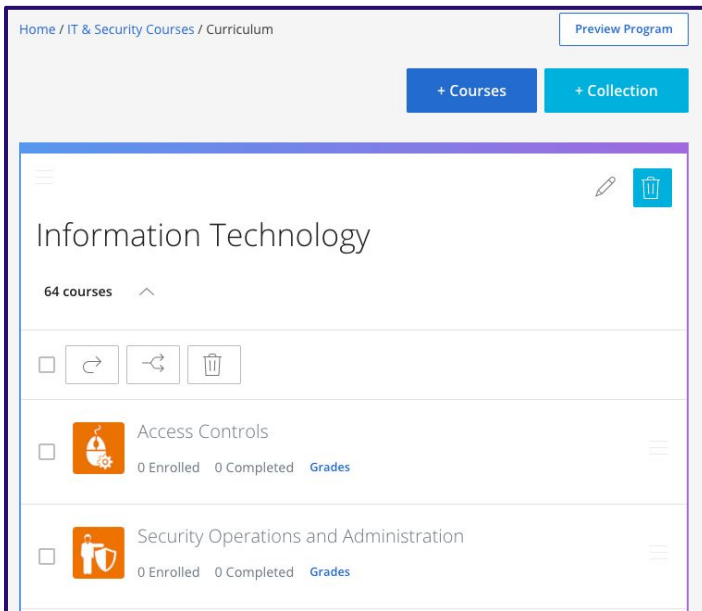 Home / IT & Security Courses / Curriculum
Preview Program
+ Courses
+ Collection
Information Technology
64 courses
Access Controls
0 Enrolled 0 Completed Grades
Security Operations and Administration
0 Enrolled 0 Completed Grades